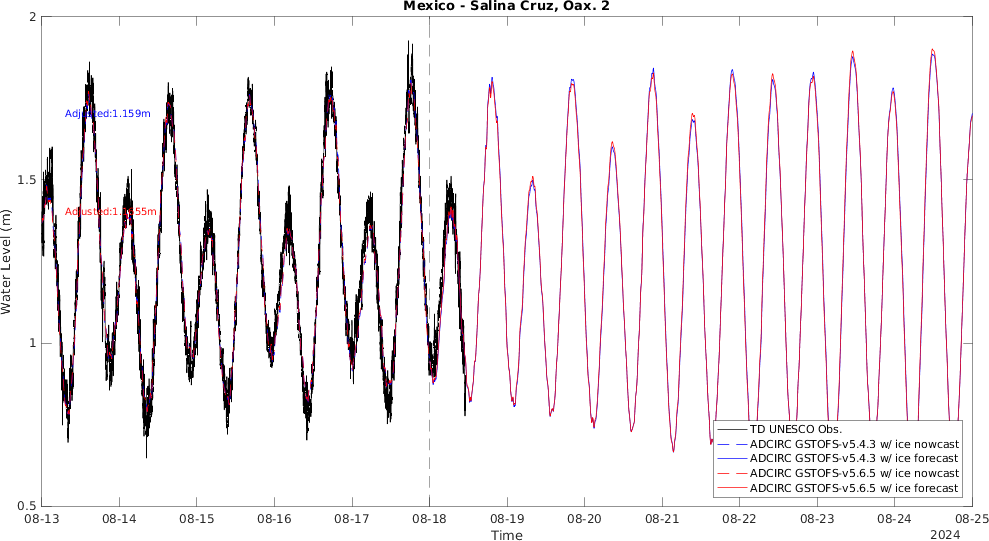 Mexico - Salina Cruz, Oax. 2
Water Level (m)
2
1.5
1
0.5
Adjusted:1.159m
08-13 08-14 08-15 08-16 08-17 08-18 08-19 08-20 08-21 08-22 08-23 08-24 08-25
Time
2024
TD UNESCO Obs.
ADCIRC GSTOFS-v5.4.3 w/ ice nowcast
ADCIRC GSTOFS-v5.4.3 w/ ice forecast
ADCIRC GSTOFS-v5.6.5 w/ ice nowcast
ADCIRC GSTOFS-v5.6.5 w/ ice forecast